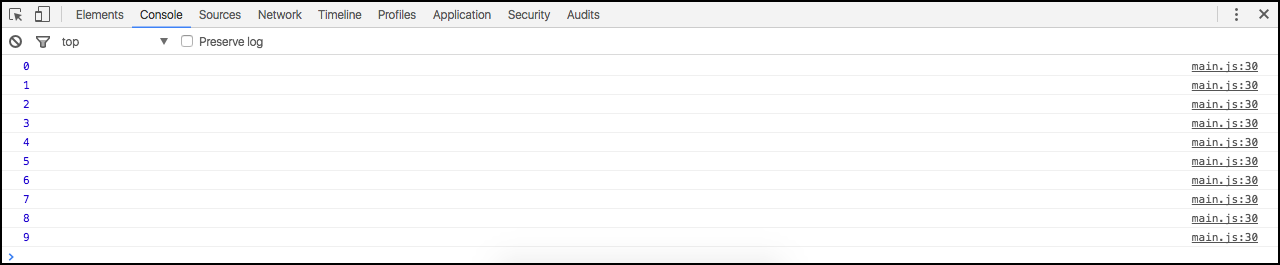 Elements Console Sources Network Timeline Profiles Application Security Audits
top Preserve log
0 main.js:30
1 main.js:30
2 main.js:30
3 main.js:30
4 main.js:30
5 main.js:30
6 main.js:30
7 main.js:30
8 main.js:30
9 main.js:30